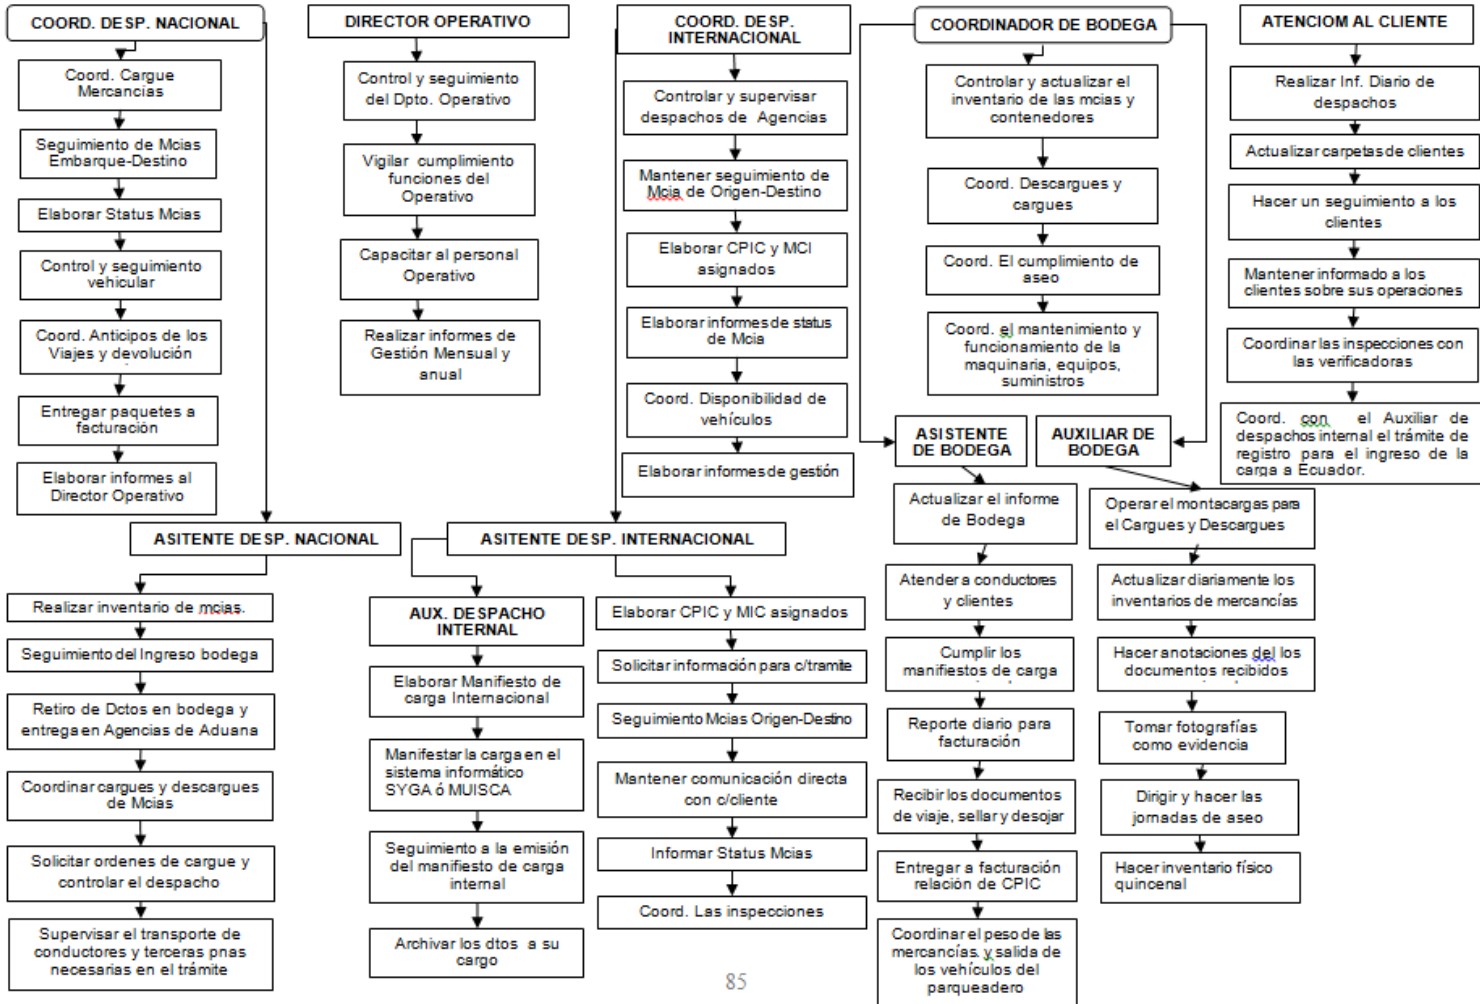 COORD. DESP. NACIONAL
Coord. Cargue
Mercancías
Seguimiento de Mcias
Embarque-Destino
Elaborar Status Mcias
Control y seguimiento
vehicular
Coord. Anticipos de los
Viajes y devolución
Entregar paquetes a
facturación
Elaborar informes al
Director Operativo
DIRECTOR OPERATIVO
Control y seguimiento
del Dpto. Operativo
Vigilar cumplimiento
funciones del
Operativo
Capacitar al personal
Operativo
Realizar informes de
Gestión Mensual y
anual
COORD. DESP.
INTERNACIONAL
Controlar y supervisar
despachos de Agencias
Mantener seguimiento de
Mcia de Origen-Destino
Elaborar CPIC y MCI
asignados
Elaborar informes de status
de Mcia
Coord. Disponibilidad de
vehículos
Elaborar informes de gestión
COORDINADOR DE BODEGA
Controlar y actualizar el
inventario de las mcias y
contenedores
Coord. Descargues y
cargues
Coord. El cumplimiento de
aseo
Coord. el mantenimiento y
funcionamiento de la
maquinaria, equipos,
suministros
ATENCIOM AL CLIENTE
Realizar Inf. Diario de
despachos
Actualizar carpetas de clientes
Hacer un seguimiento a los
clientes
Mantener informado a los
clientes sobre sus operaciones
Coordinar las inspecciones con
las verificadoras
Coord. con el Auxiliar de
despachos internal el trámite de
registro para el ingreso de la
carga a Ecuador.
ASITENTE DESP. NACIONAL
Realizar inventario de mcias.
Seguimiento del Ingreso bodega
Retiro de Dctos en bodega y
entrega en Agencias de Aduana
Coordinar cargues y descargues
de Mcias
Solicitar ordenes de cargue y
controlar el despacho
Supervisar el transporte de
conductores y terceras pnas
necesarias en el trámite
ASITENTE DESP. INTERNACIONAL
AUX. DESPACHO
INTERNAL
Elaborar Manifiesto de
carga Internacional
Manifestar la carga en el
sistema informático
SYGA ó MUISCA
Seguimiento a la emisión
del manifiesto de carga
internal
Archivar los dtos a su
cargo
Elaborar CPIC y MIC asignados
Solicitar información para c/tramite
Seguimiento Mcias Origen-Destino
Mantener comunicación directa
con c/cliente
Informar Status Mcias
Coord. Las inspecciones
ASISTENTE
DE BODEGA
Actualizar el informe
de Bodega
Atender a conductores
y clientes
Cumplir los
manifiestos de carga
Reporte diario para
facturación
Recibir los documentos
de viaje, sellar y desojar
Entregar a facturación
relación de CPIC
Coordinar el peso de las
mercancías. y salida de
los vehículos del
parqueadero
AUXILIAR DE
BODEGA
Operar el montacargas para
el Cargues y Descargues
Actualizar diariamente los
inventarios de mercancías
Hacer anotaciones del los
documentos recibidos
Tomar fotografías
como evidencia
Dirigir y hacer las
jornadas de aseo
Hacer inventario físico
quincenal
85